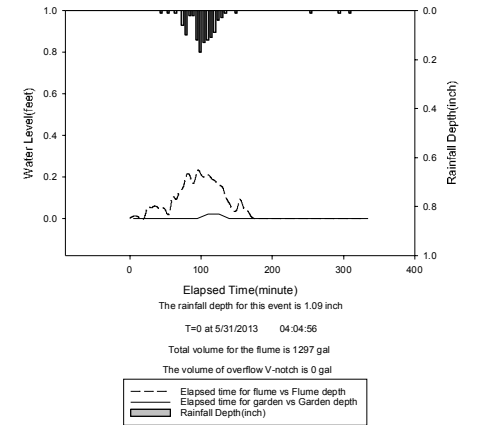 1.0
0.8
0.6
0.4
0.2
0.0
Water Level(feet)
0.0
0.2
0.4
0.6
0.8
1.0
Rainfall Depth(inch)
0
100
200
300
400
Elapsed Time(minute)
The rainfall depth for this event is 1.09 inch
T=0 at 5/31/2013 04:04:56
Total volume for the flume is 1297 gal
The volume of overflow V-notch is 0 gal
Elapsed time for flume vs Flume depth
Elapsed time for garden vs Garden depth
Rainfall Depth(inch)